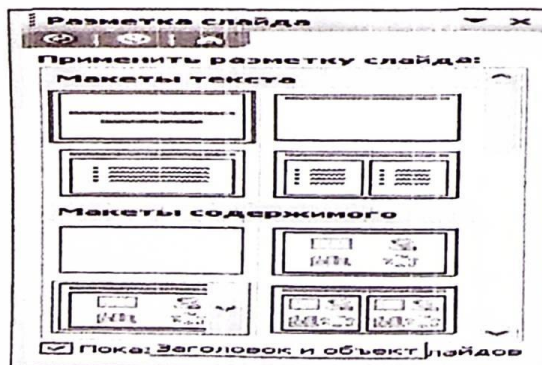 Разметка слайда
Применить разметку слайда:
Макеты текста
Макеты содержимого
Пока Заголовок и объект лайдов